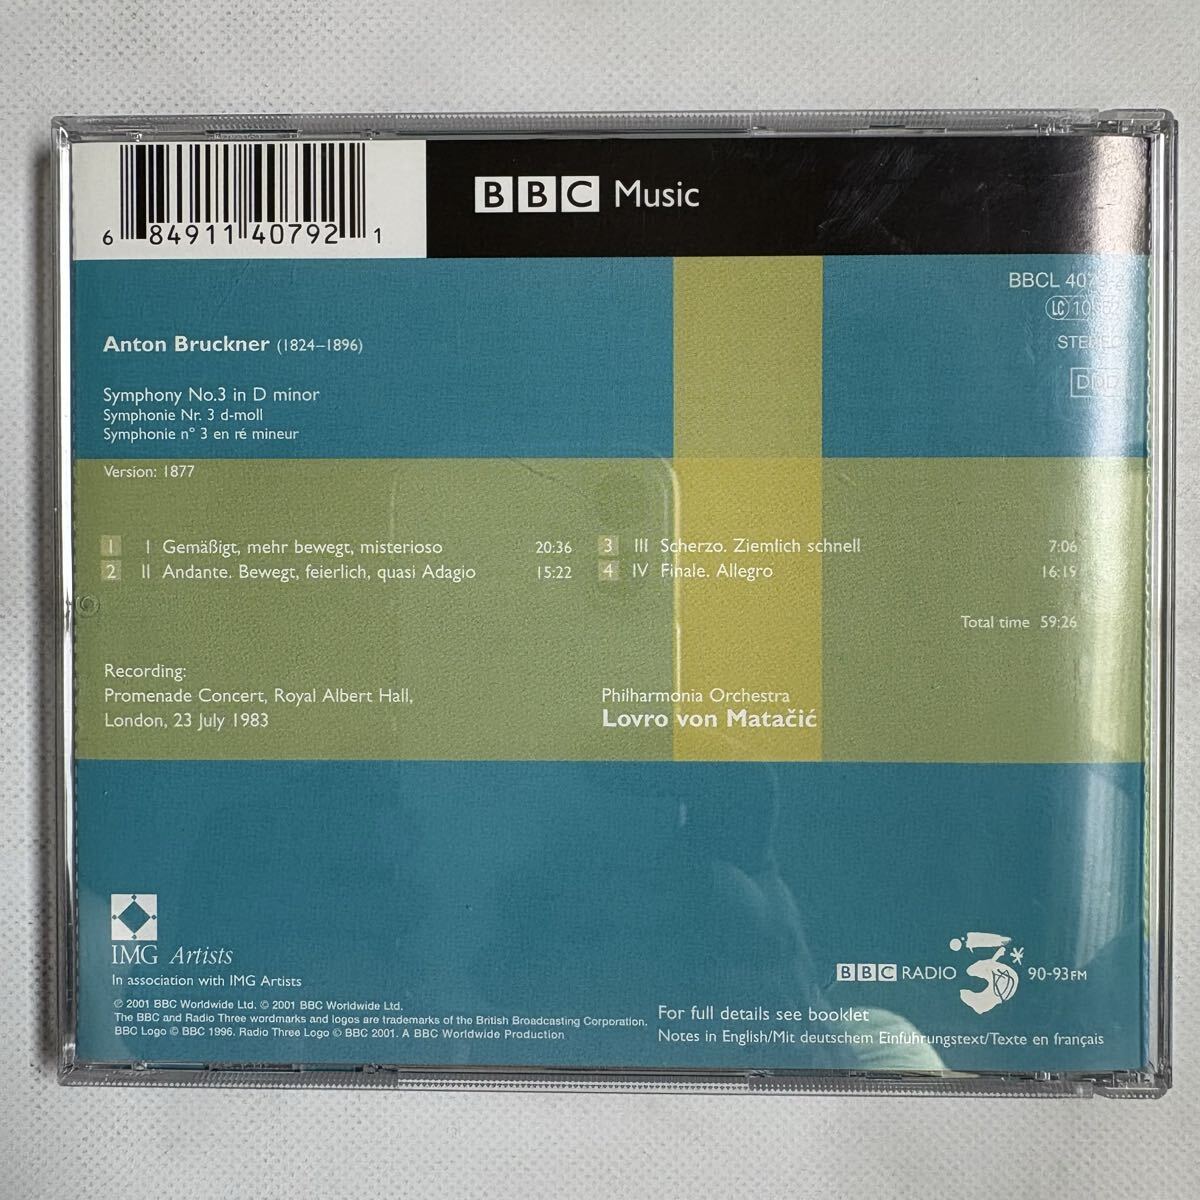 6 84911 40792 1
BBC Music
BBCL
LC
STEREO
DDD
Anton Bruckner (1824–1896)
Symphony No.3 in D minor
Symphonie Nr. 3 d-moll
Symphonie n° 3 en ré mineur
Version: 1877
1 I Gemäßigt, mehr bewegt, misterioso 20:36
2 II Andante. Bewegt, feierlich, quasi Adagio 15:22
3 III Scherzo. Ziemlich schnell 7:06
4 IV Finale. Allegro 16:19
Total time 59:26
Recording:
Promenade Concert, Royal Albert Hall,
London, 23 July 1983
Philharmonia Orchestra
Lovro von Matačić
IMG Artists
In association with IMG Artists
℗ 2001 BBC Worldwide Ltd. © 2001 BBC Worldwide Ltd.
The BBC and Radio Three wordmarks and logos are trademarks of the British Broadcasting Corporation.
BBC Logo © BBC 1996. Radio Three Logo © BBC 2001. A BBC Worldwide Production
BBC RADIO 3 90-93FM
For full details see booklet
Notes in English/Mit deutschem Einführungstext/Texte en français